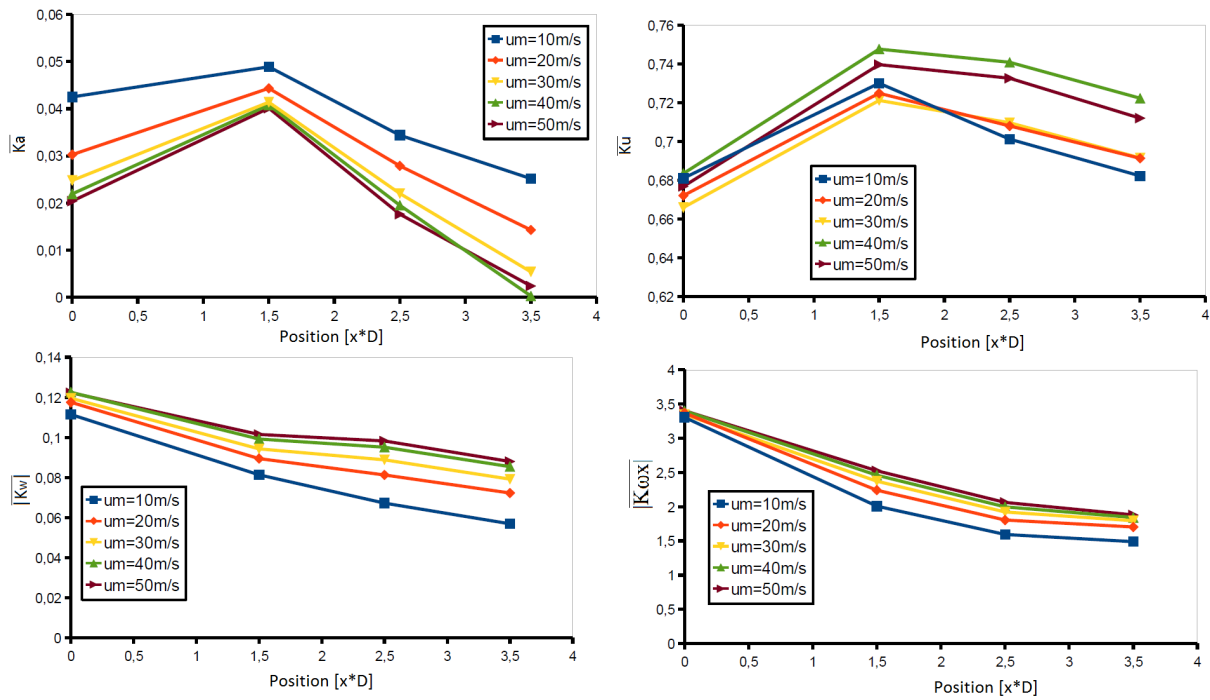 0,06
0,05
0,04
0,03
0,02
0,01
0
Ka
0 0,5 1 1,5 2 2,5 3 3,5 4
Position [x*D]
um=10m/s
um=20m/s
um=30m/s
um=40m/s
um=50m/s
0,76
0,74
0,72
0,7
0,68
0,66
0,64
0,62
Ku
0 0,5 1 1,5 2 2,5 3 3,5 4
Position [x*D]
um=10m/s
um=20m/s
um=30m/s
um=40m/s
um=50m/s
0,14
0,12
0,1
0,08
0,06
0,04
0,02
0
|Kw|
0 0,5 1 1,5 2 2,5 3 3,5 4
Position [x*D]
um=10m/s
um=20m/s
um=30m/s
um=40m/s
um=50m/s
4
3,5
3
2,5
2
1,5
1
0,5
0
|Kωx|
0 0,5 1 1,5 2 2,5 3 3,5 4
Position [x*D]
um=10m/s
um=20m/s
um=30m/s
um=40m/s
um=50m/s